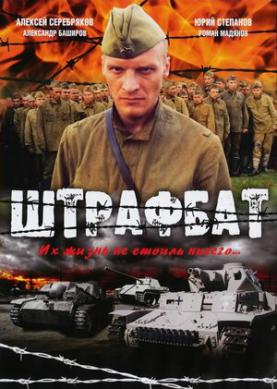 АЛЕКСЕЙ СЕРЕБРЯКОВ ЮРИЙ СТЕПАНОВ
АЛЕКСАНДР БАШИРОВ РОМАН МАДЯНОВ
ШТРАФБАТ
Их жизнь не стоила ничего...